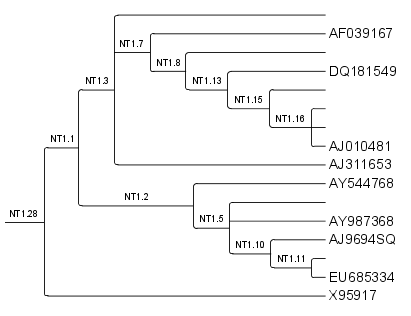 NT1.7
AF039167
NT1.8
DQ181549
NT1.3
NT1.13
NT1.15
NT1.16
NT1.1
AJ010481
AJ311653
AY544768
NT1.2
NT1.28
NT1.5
AY987368
NT1.10
AJ9694SQ
NT1.11
EU685334
X95917